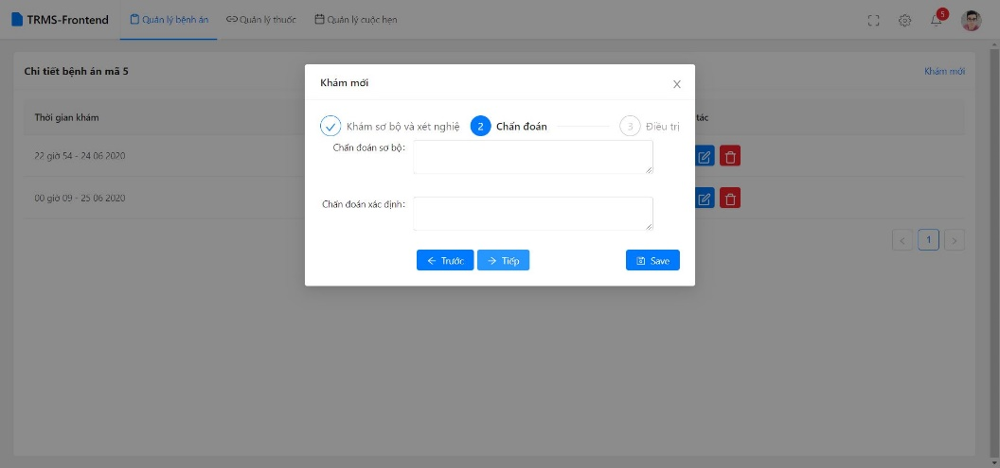 TRMS-Frontend
Quản lý bệnh án
Quản lý thuốc
Quản lý cuộc hẹn
5
Chi tiết bệnh án mã 5
Khám mới
Thời gian khám
tác
22 giờ 54 - 24 06 2020
00 giờ 09 - 25 06 2020
1
Khám mới
Khám sơ bộ và xét nghiệ
2 Chẩn đoán
3 Điều trị
Chẩn đoán sơ bộ:
Chẩn đoán xác định:
Trước
Tiếp
Save